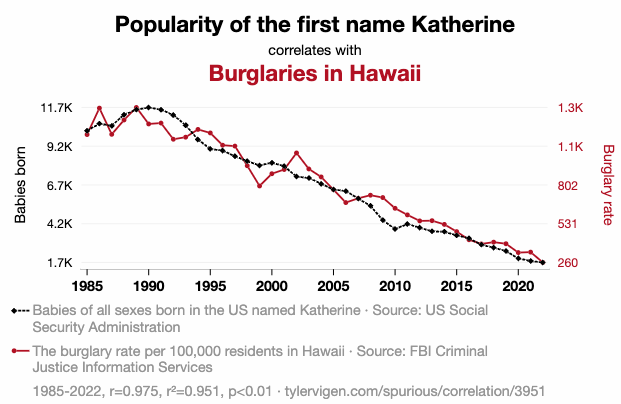 Popularity of the first name Katherine
correlates with
Burglaries in Hawaii
11.7K
9.2K
6.7K
4.2K
1.7K
Babies born
1.3K
1.1K
802
531
260
Burglary rate
1985 1990 1995 2000 2005 2010 2015 2020
Babies of all sexes born in the US named Katherine · Source: US Social
Security Administration
The burglary rate per 100,000 residents in Hawaii · Source: FBI Criminal
Justice Information Services
1985-2022, r=0.975, r²=0.951, p<0.01 · tylervigen.com/spurious/correlation/3951